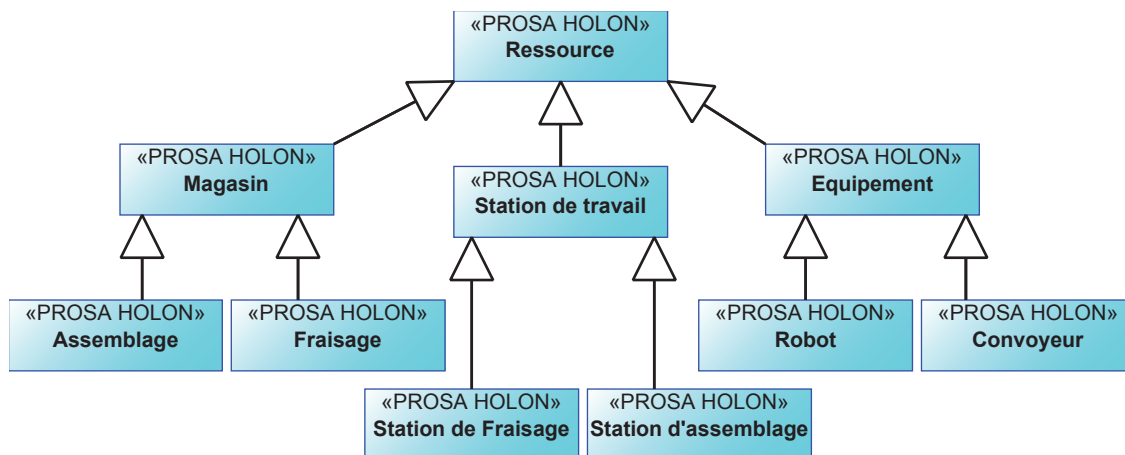 «PROSA HOLON»
Ressource
«PROSA HOLON»
Magasin
«PROSA HOLON»
Station de travail
«PROSA HOLON»
Equipement
«PROSA HOLON»
Assemblage
«PROSA HOLON»
Fraisage
«PROSA HOLON»
Robot
«PROSA HOLON»
Convoyeur
«PROSA HOLON»
Station de Fraisage
«PROSA HOLON»
Station d'assemblage